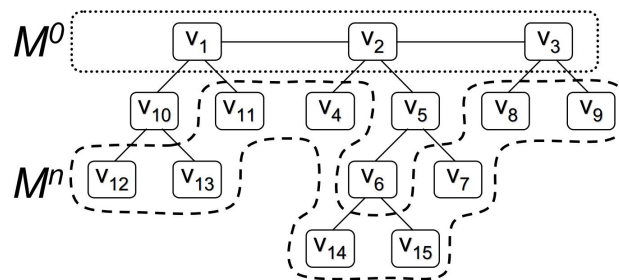 M⁰ v₁ v₂ v₃
v₁₀ v₁₁ v₄ v₅ v₈ v₉
Mⁿ v₁₂ v₁₃ v₆ v₇
v₁₄ v₁₅